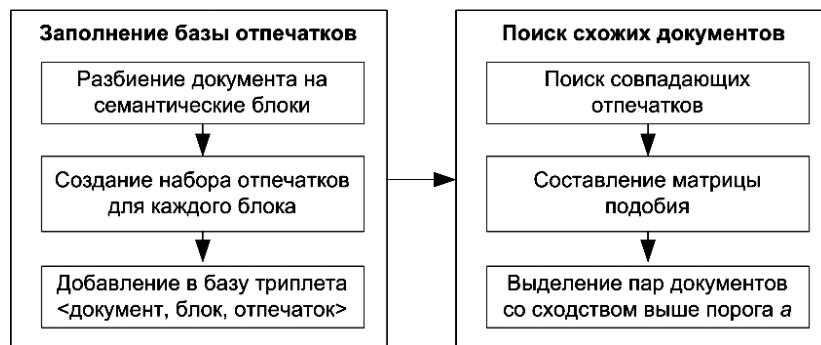 Заполнение базы отпечатков
Разбиение документа на
семантические блоки
Создание набора отпечатков
для каждого блока
Добавление в базу триплета
<документ, блок, отпечаток>
Поиск схожих документов
Поиск совпадающих
отпечатков
Составление матрицы
подобия
Выделение пар документов
со сходством выше порога a